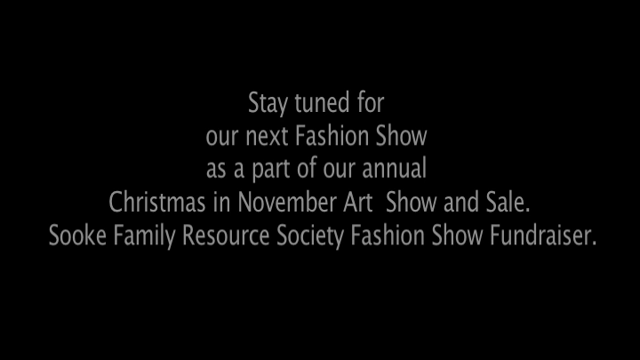 Stay tuned for
our next Fashion Show
as a part of our annual
Christmas in November Art  Show and Sale.
Sooke Family Resource Society Fashion Show Fundraiser.